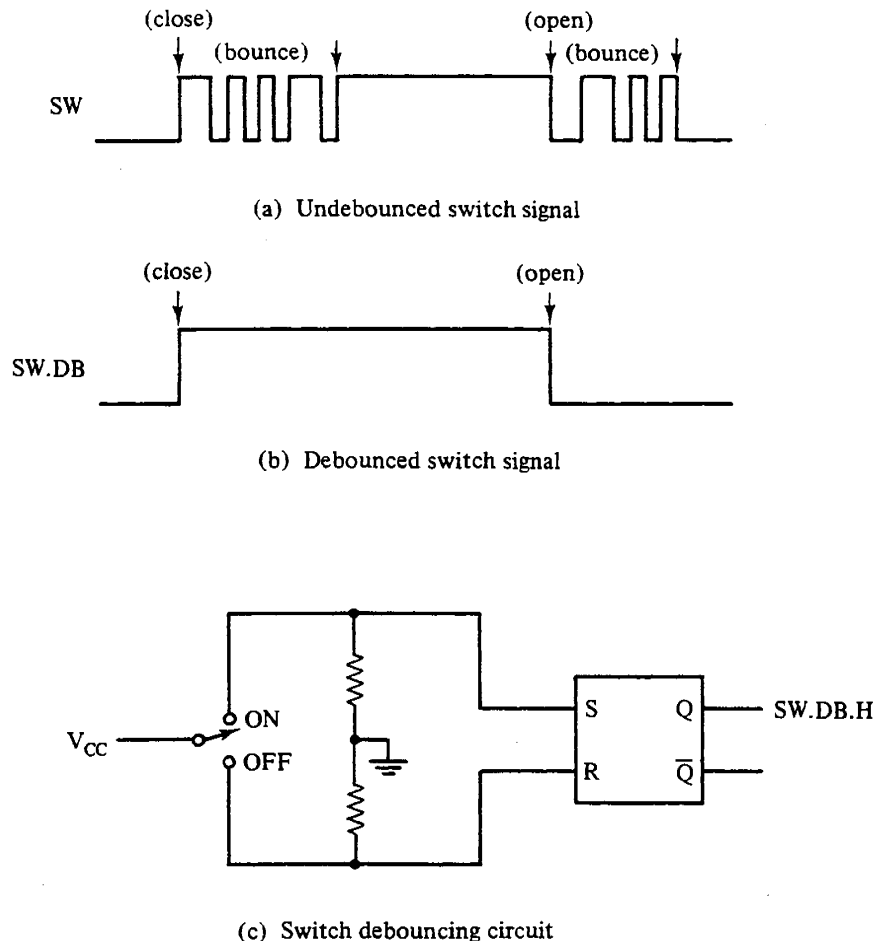 (close)
(open)
(bounce)
(bounce)
SW
(a) Undebounced switch signal
(close)
(open)
SW.DB
(b) Debounced switch signal
ON
S
Q
SW.DB.H
VCC
OFF
R
Q̅
(c) Switch debouncing circuit